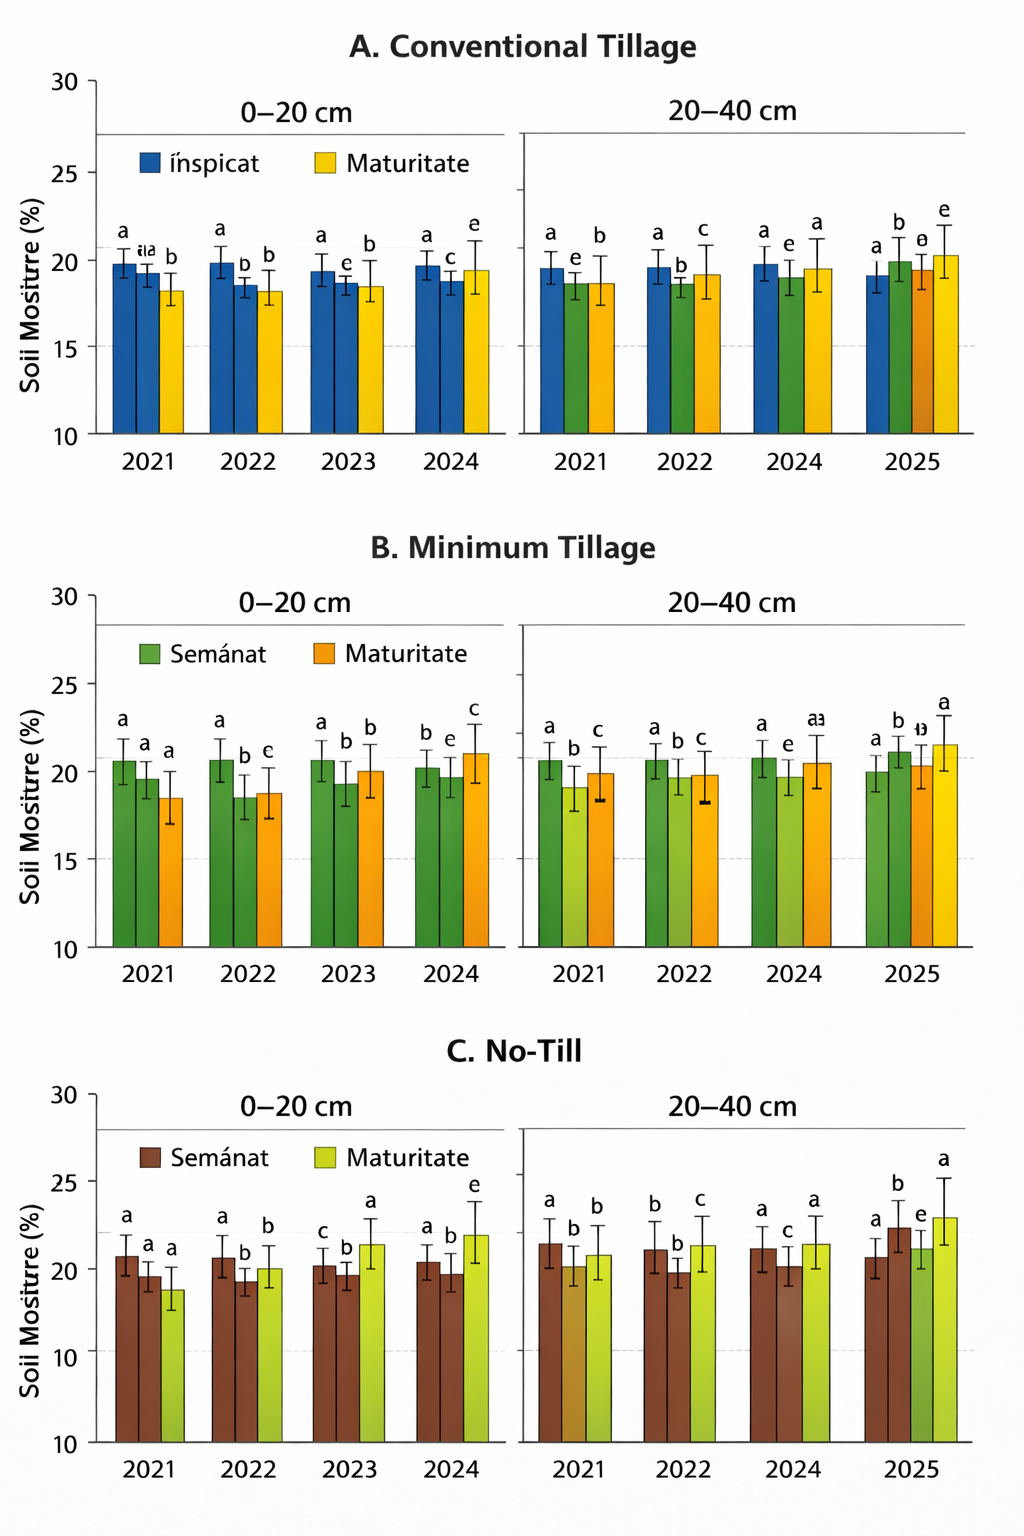 A. Conventional Tillage
30
0–20 cm
20–40 cm
25
ínspicat Maturitate
Soil Mositrre (%)
20
15
10
a b
a b b
a e b
a c e
a e b
a b c
a e a
a b e
2021 2022 2023 2024
2021 2022 2024 2025
B. Minimum Tillage
30
0–20 cm
20–40 cm
25
Semánat Maturitate
Soil Mositrre (%)
20
15
10
a a a
a b e
a b b
b e c
a b c
a b c
a e
a b a
2021 2022 2023 2024
2021 2022 2024 2025
C. No-Till
30
0–20 cm
20–40 cm
25
Semánat Maturitate
Soil Mositrre (%)
20
10
10
a a a
a b b
c b a
a b e
a b b
b b c
a c a
a b e a
2021 2022 2023 2024
2021 2022 2024 2025